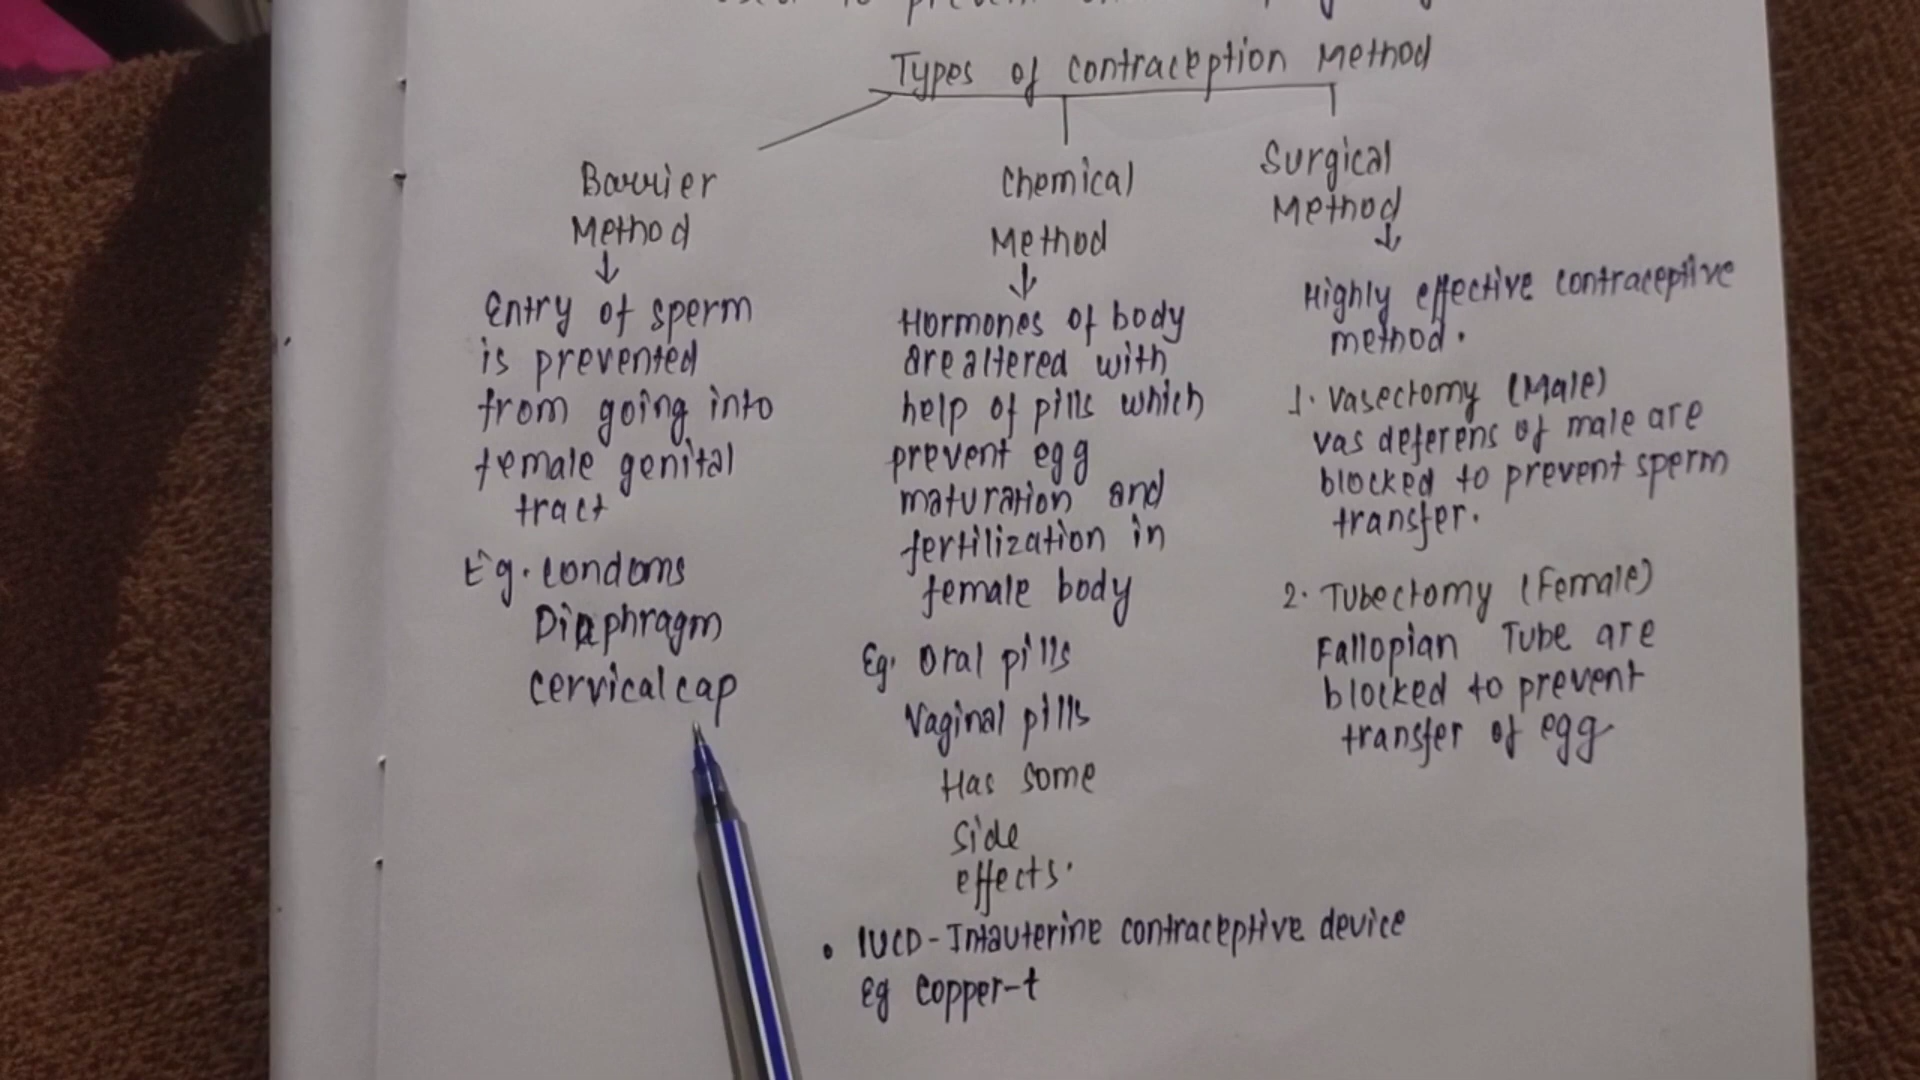 Types of contraception Method
Barrier
Method
Entry of sperm
is prevented
from going into
female genital
tract
Eg. Condoms
Diaphragm
Cervical cap
Chemical
Method
Hormones of body
are altered with
help of pills which
prevent egg
maturation and
fertilization in
female body
Eg. Oral pills
Vaginal pills
Has some
side
effects.
• IUCD - Intauterine contraceptive device
Eg Copper-t
Surgical
Method
Highly effective contraceptive
method.
1. Vasectomy (Male)
vas deferens of male are
blocked to prevent sperm
transfer.
2. Tubectomy (Female)
Fallopian Tube are
blocked to prevent
transfer of egg